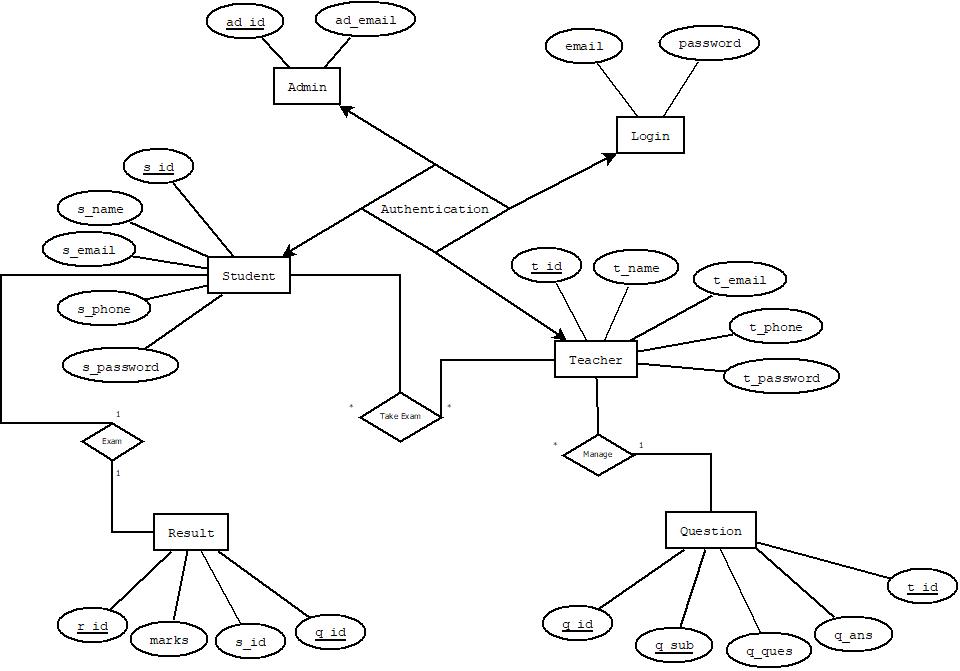 ad_id
ad_email
email
password
Admin
Login
s_id
s_name
Authentication
s_email
t_id
t_name
Student
t_email
s_phone
t_phone
Teacher
s_password
t_password
*
*
1
Take Exam
Exam
*
1
Manage
1
Result
Question
t_id
r_id
marks
s_id
q_id
q_id
q_sub
q_ques
q_ans